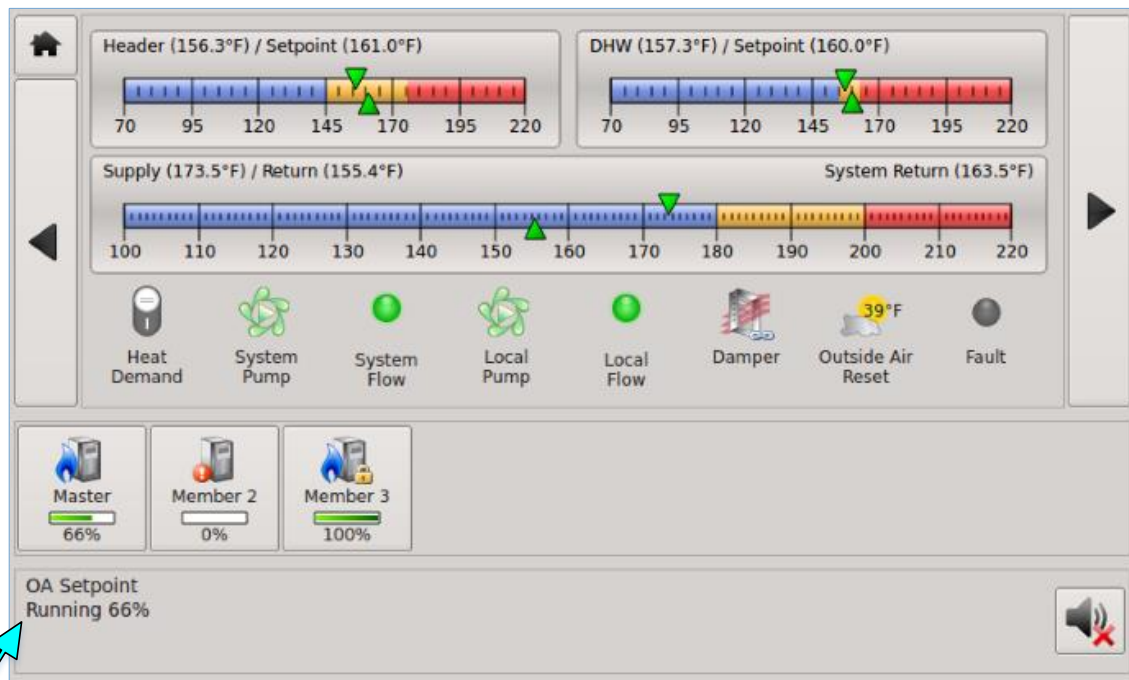 Header (156.3°F) / Setpoint (161.0°F)
70 95 120 145 170 195 220
DHW (157.3°F) / Setpoint (160.0°F)
70 95 120 145 170 195 220
Supply (173.5°F) / Return (155.4°F) System Return (163.5°F)
100 110 120 130 140 150 160 170 180 190 200 210 220
39°F
Heat
Demand
System
Pump
System
Flow
Local
Pump
Local
Flow
Damper
Outside Air
Reset
Fault
Master
66%
Member 2
0%
Member 3
100%
OA Setpoint
Running 66%